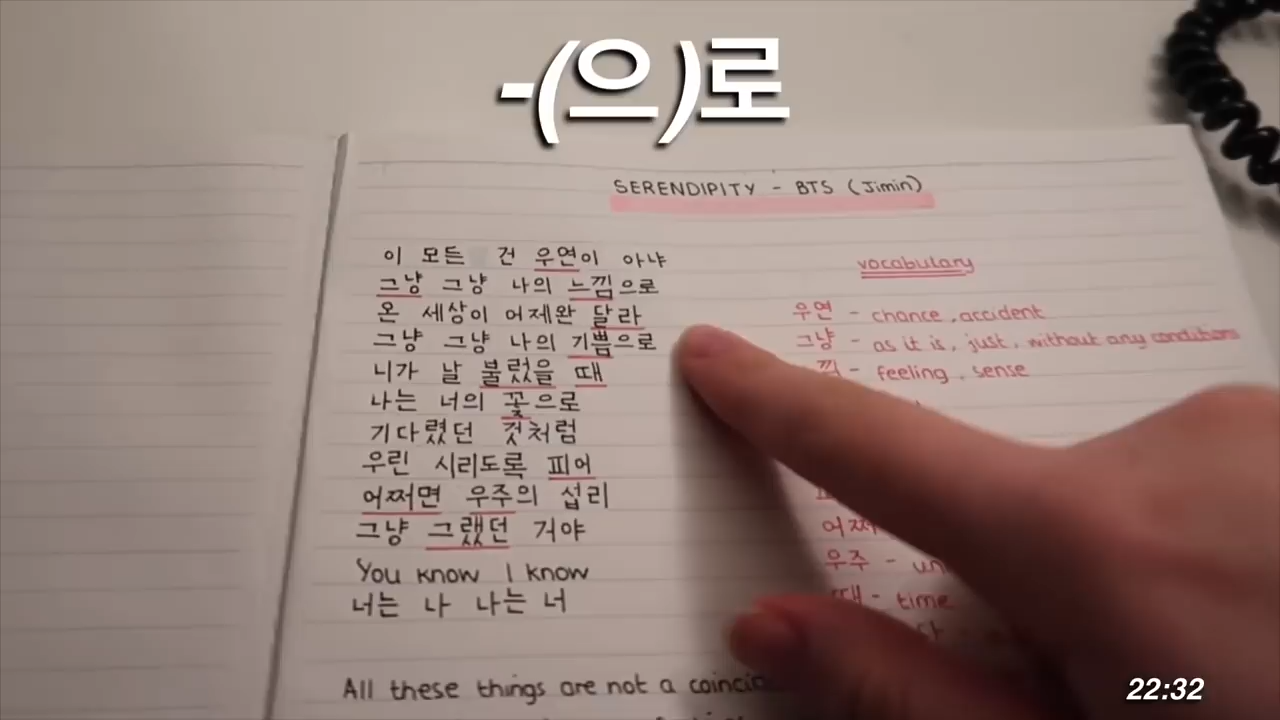 -(으)로
SERENDIPITY - BTS (Jimin)
이 모든 건 우연이 아냐
그냥 그냥 나의 느낌으로
온 세상이 어제완 달라
그냥 그냥 나의 기쁨으로
니가 날 불렀을 때
나는 너의 꽃으로
기다렸던 것처럼
우린 시리도록 피어
어쩌면 우주의 섭리
그냥 그랬던 거야
You know I know
너는 나 나는 너
All these things are not a
vocabulary
우연 - chance, accident
그냥 - as it is, just, without any conditions
낌 - feeling, sense
우주 -
때 - time
22:32